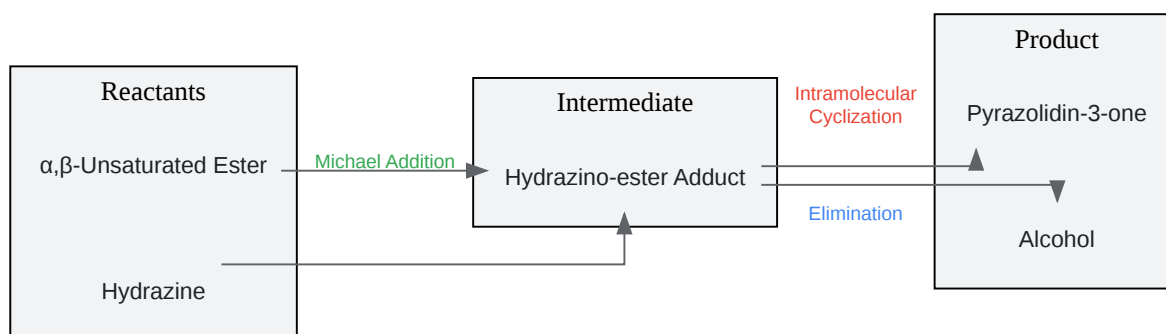 Reactants
α,β-Unsaturated Ester
Hydrazine
Michael Addition
Intermediate
Hydrazino-ester Adduct
Intramolecular
Cyclization
Elimination
Product
Pyrazolidin-3-one
Alcohol